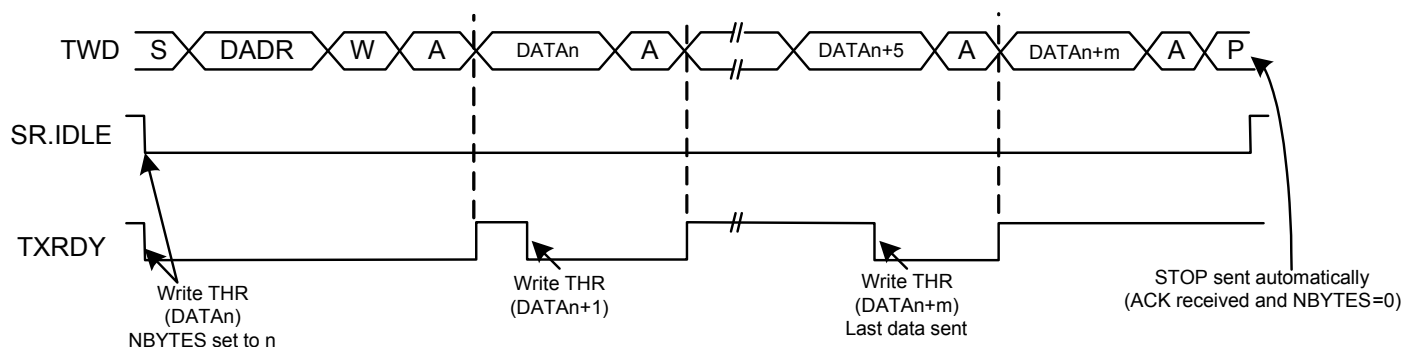 TWD S DADR W A DATAn A DATAn+5 A DATAn+m A P
SR.IDLE
TXRDY
Write THR
(DATAn)
NBYTES set to n
Write THR
(DATAn+1)
Write THR
(DATAn+m)
Last data sent
STOP sent automatically
(ACK received and NBYTES=0)